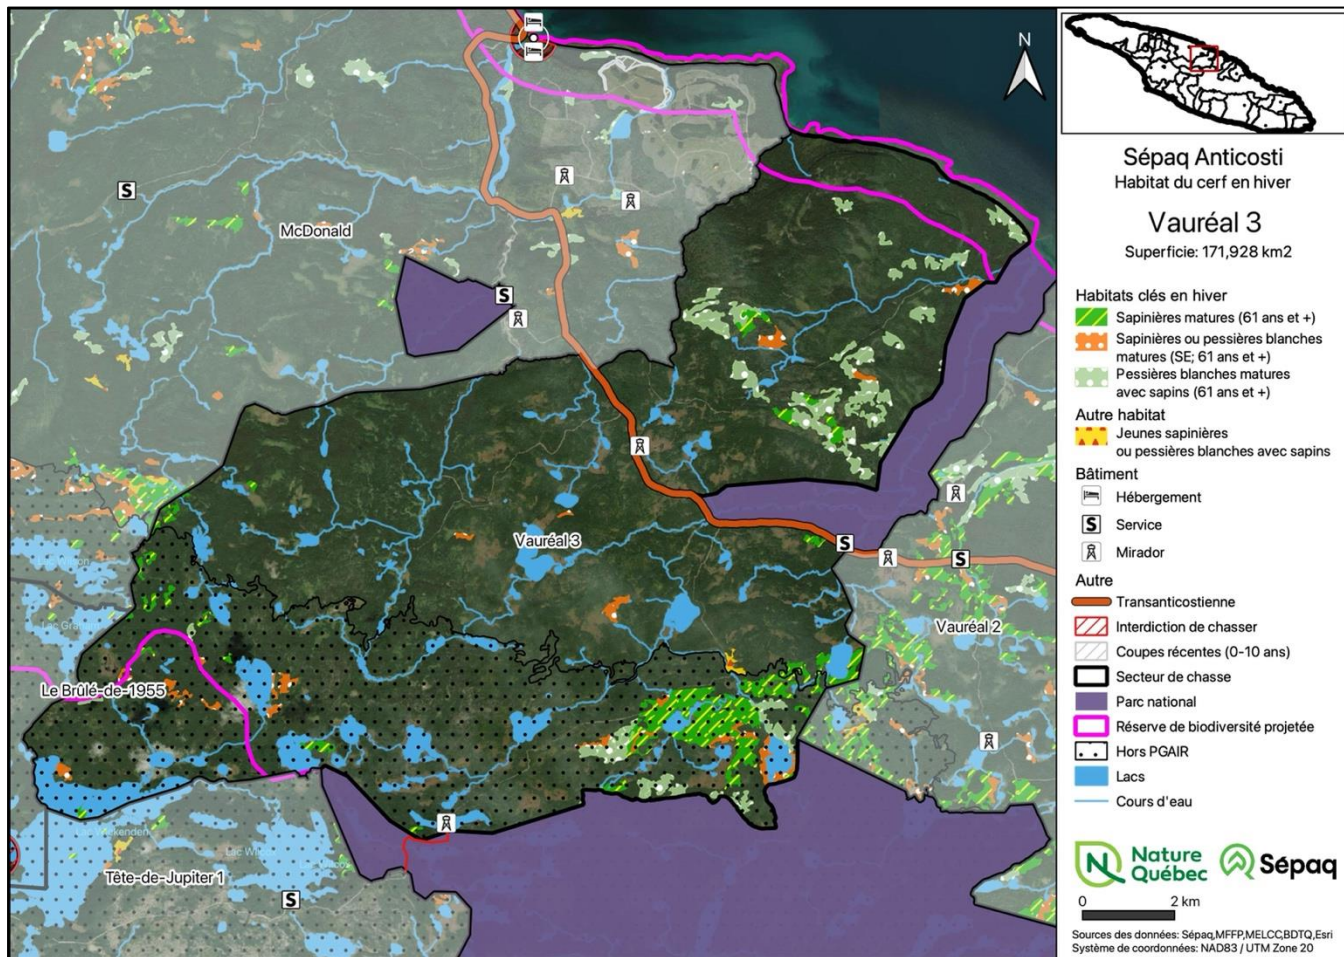 N
S
McDonald
S
Vauréal 3
S
S
Vauréal 2
Le Brûlé-de-1955
Lac Wickenden
Tête-de-Jupiter 1
S
Sépaq Anticosti
Habitat du cerf en hiver
Vauréal 3
Superficie: 171,928 km2
Habitats clés en hiver
Sapinières matures (61 ans et +)
Sapinières ou pessières blanches
matures (SE; 61 ans et +)
Pessières blanches matures
avec sapins (61 ans et +)
Autre habitat
Jeunes sapinières
ou pessières blanches avec sapins
Bâtiment
Hébergement
S Service
Mirador
Autre
Transanticostienne
Interdiction de chasser
Coupes récentes (0-10 ans)
Secteur de chasse
Parc national
Réserve de biodiversité projetée
Hors PGAIR
Lacs
Cours d'eau
Nature
Québec
Sépaq
0 2 km
Sources des données: Sépaq,MFFP,MELCC,BDTQ,Esri
Système de coordonnées: NAD83 / UTM Zone 20